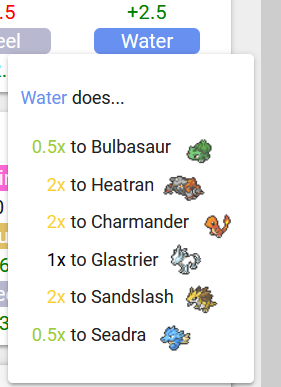 .5
+2.5
eel
Water
Water does...
0.5x to Bulbasaur
2x to Heatran
2x to Charmander
1x to Glastrier
2x to Sandslash
0.5x to Seadra